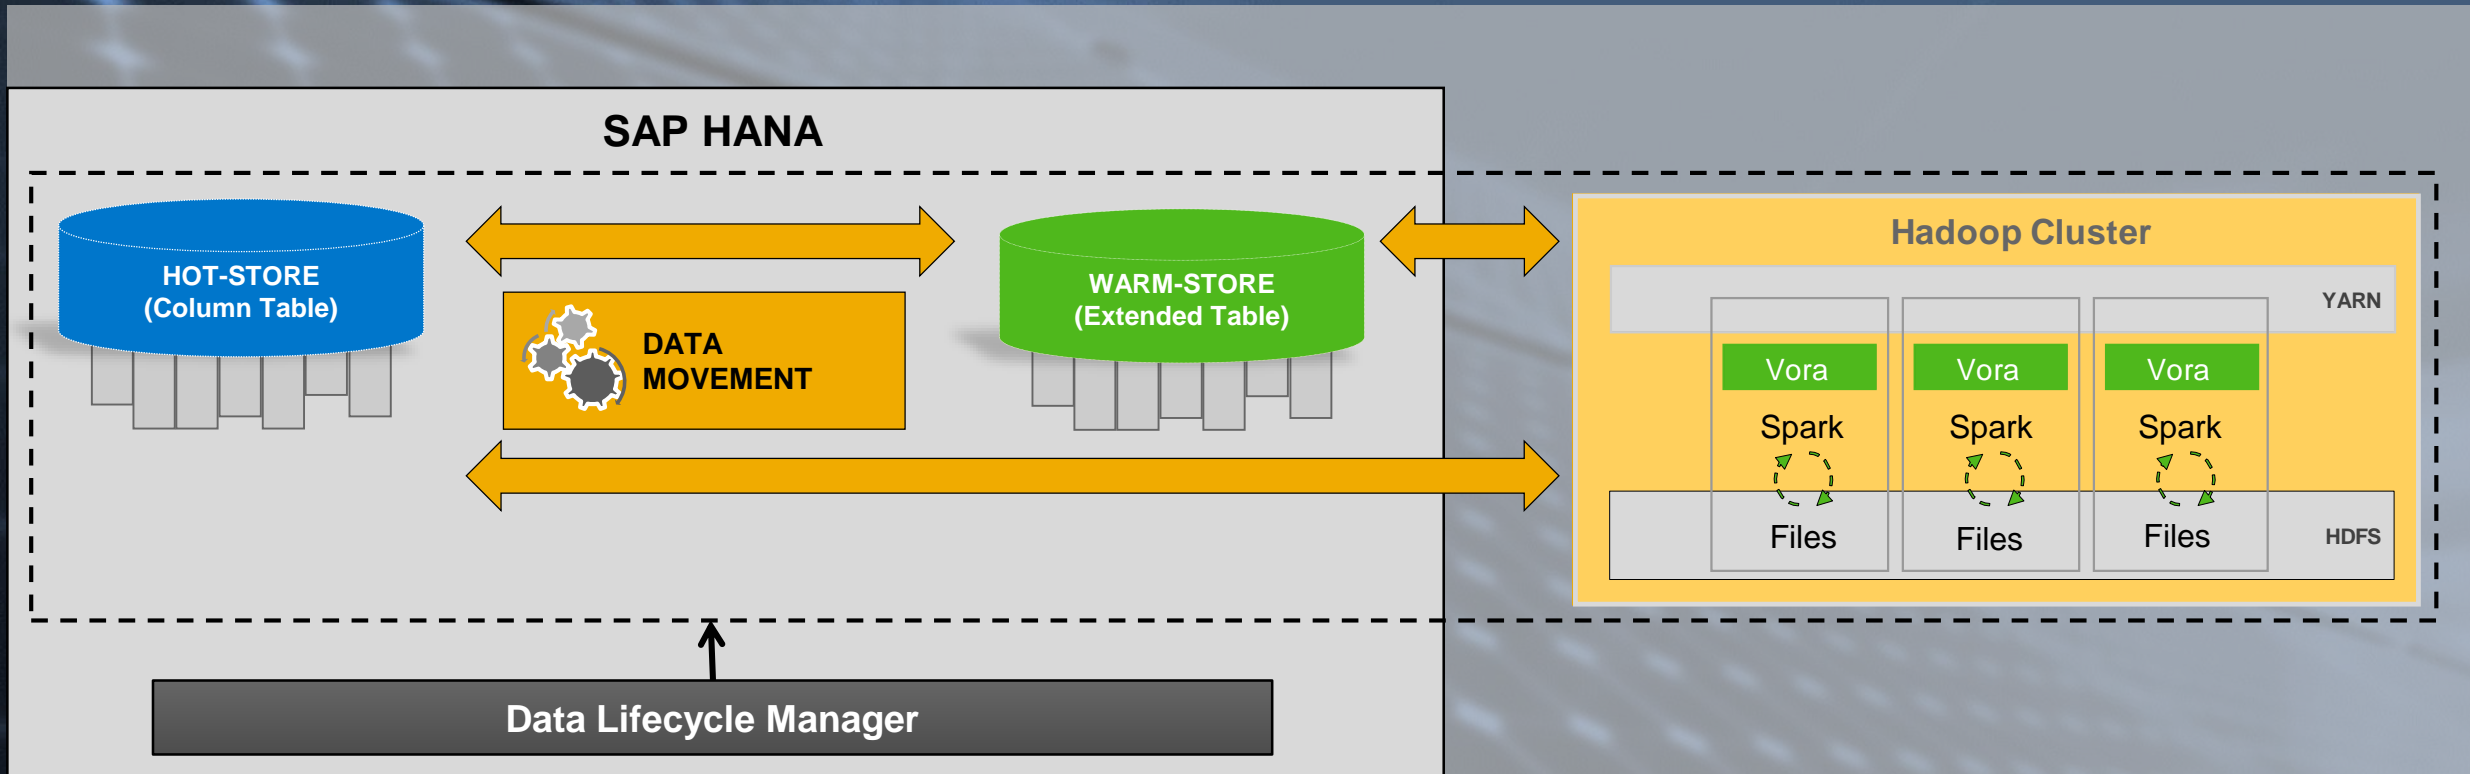 SAP HANA
HOT-STORE
(Column Table)
DATA
MOVEMENT
WARM-STORE
(Extended Table)
Hadoop Cluster
YARN
Vora
Vora
Vora
Spark
Spark
Spark
Files
Files
Files
HDFS
Data Lifecycle Manager